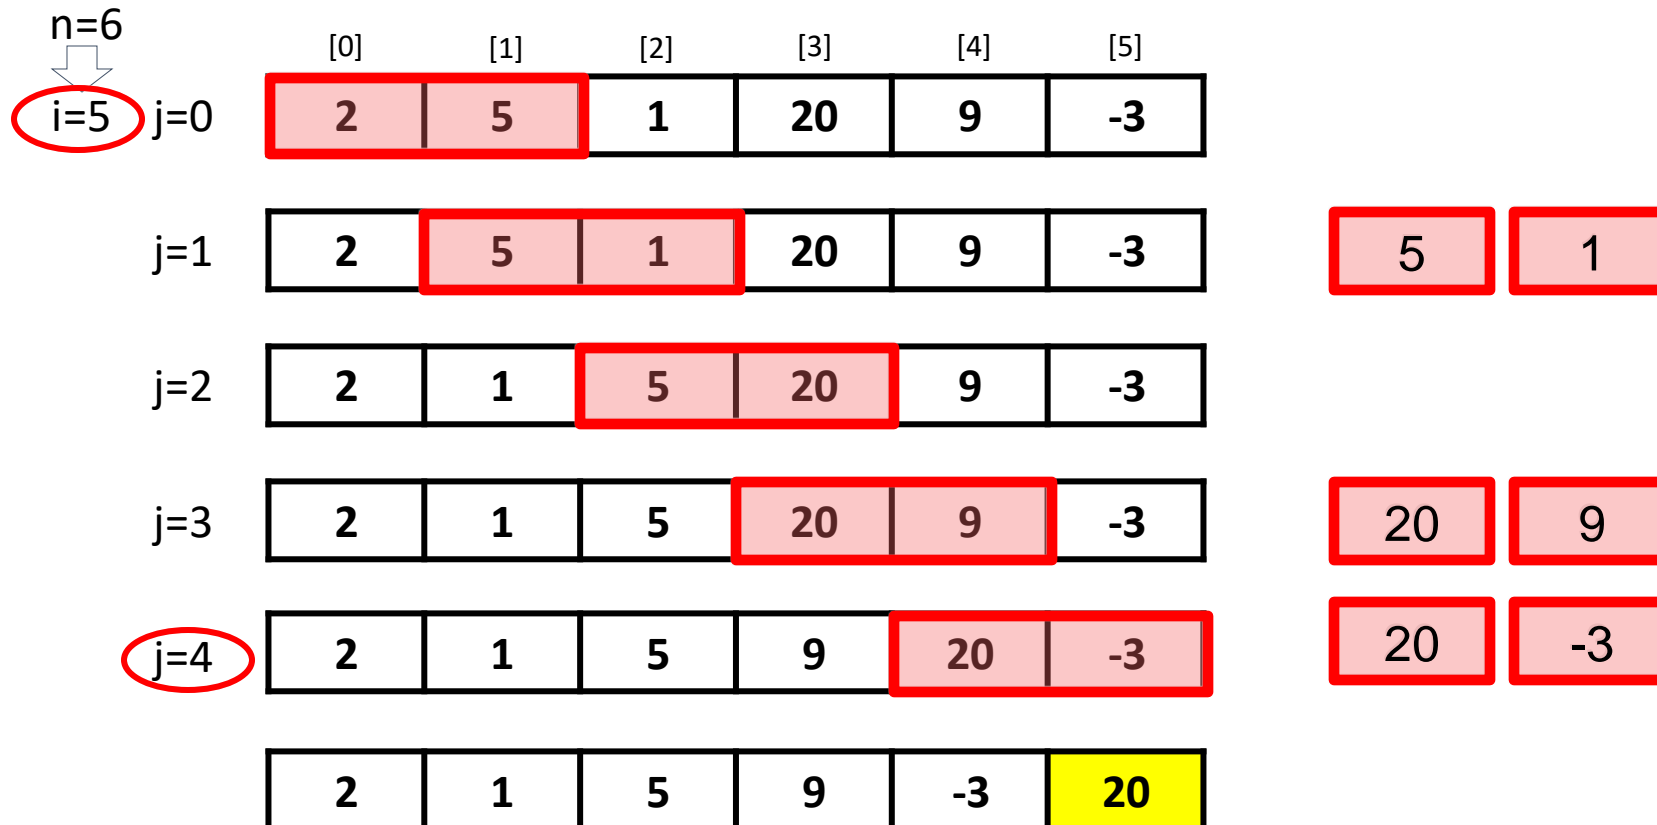 n=6
[0] [1] [2] [3] [4] [5]
i=5 j=0 2 5 1 20 9 -3
j=1 2 5 1 20 9 -3 5 1
j=2 2 1 5 20 9 -3
j=3 2 1 5 20 9 -3 20 9
j=4 2 1 5 9 20 -3 20 -3
2 1 5 9 -3 20